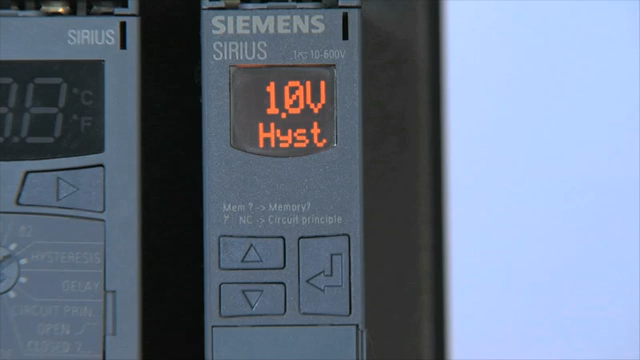 SIRIUS
°C
°F
θ2
HYSTERESIS
DELAY
CIRCUIT PRIN.
OPEN
CLOSED
SIEMENS
SIRIUS
10-600V
1.0V
Hyst
Mem ? -> Memory?
? NC -> Circuit principle